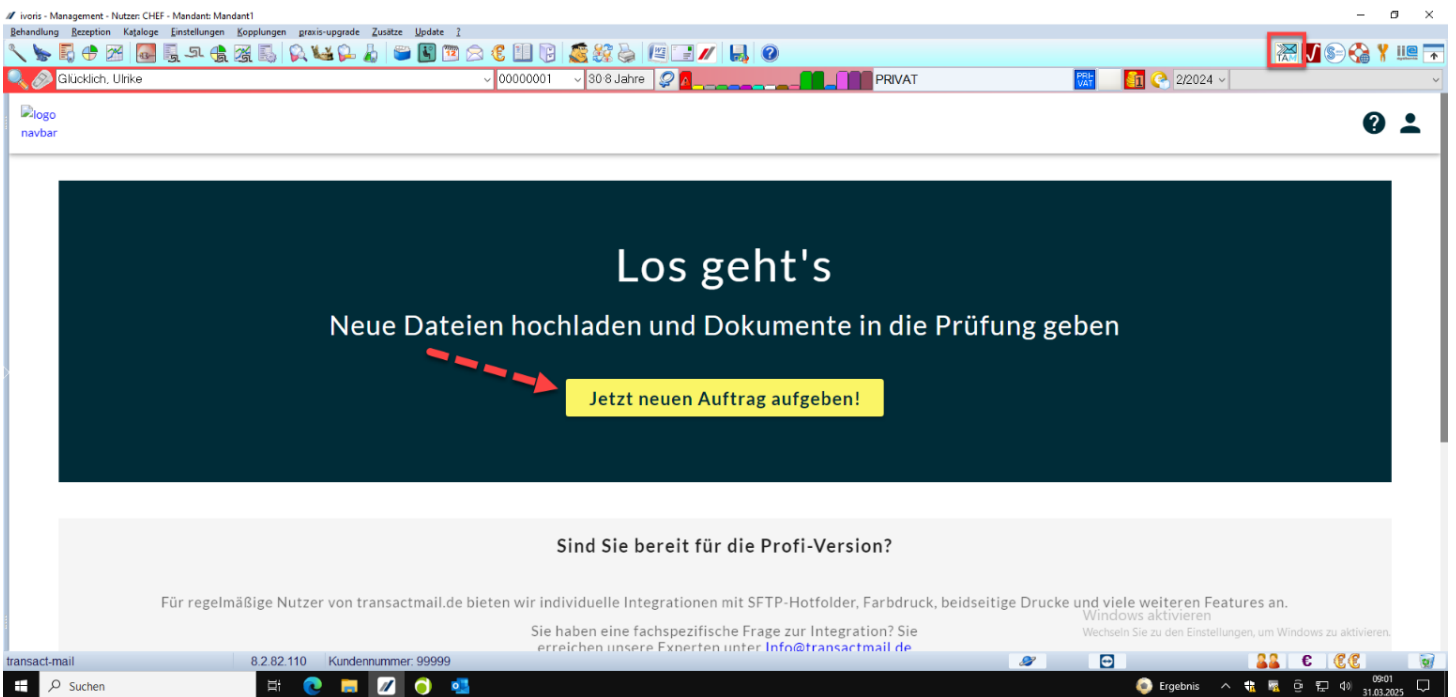 ivoris - Management - Nutzer: CHEF - Mandant: Mandant1
Behandlung Rezeption Kataloge Einstellungen Kopplungen praxis-upgrade Zusätze Update ?
TAM
Glücklich, Ulrike 00000001 30 8 Jahre A PRIVAT PRI-VAT 2/2024
logo
navbar
Los geht's
Neue Dateien hochladen und Dokumente in die Prüfung geben
Jetzt neuen Auftrag aufgeben!
Sind Sie bereit für die Profi-Version?
Für regelmäßige Nutzer von transactmail.de bieten wir individuelle Integrationen mit SFTP-Hotfolder, Farbdruck, beidseitige Drucke und viele weiteren Features an.
Windows aktivieren
Sie haben eine fachspezifische Frage zur Integration? Sie
Wechseln Sie zu den Einstellungen, um Windows zu aktivieren.
erreichen unsere Experten unter Info@transactmail.de
transact-mail 8.2.82.110 Kundennummer: 99999
Suchen Ergebnis 09:01
31.03.2025